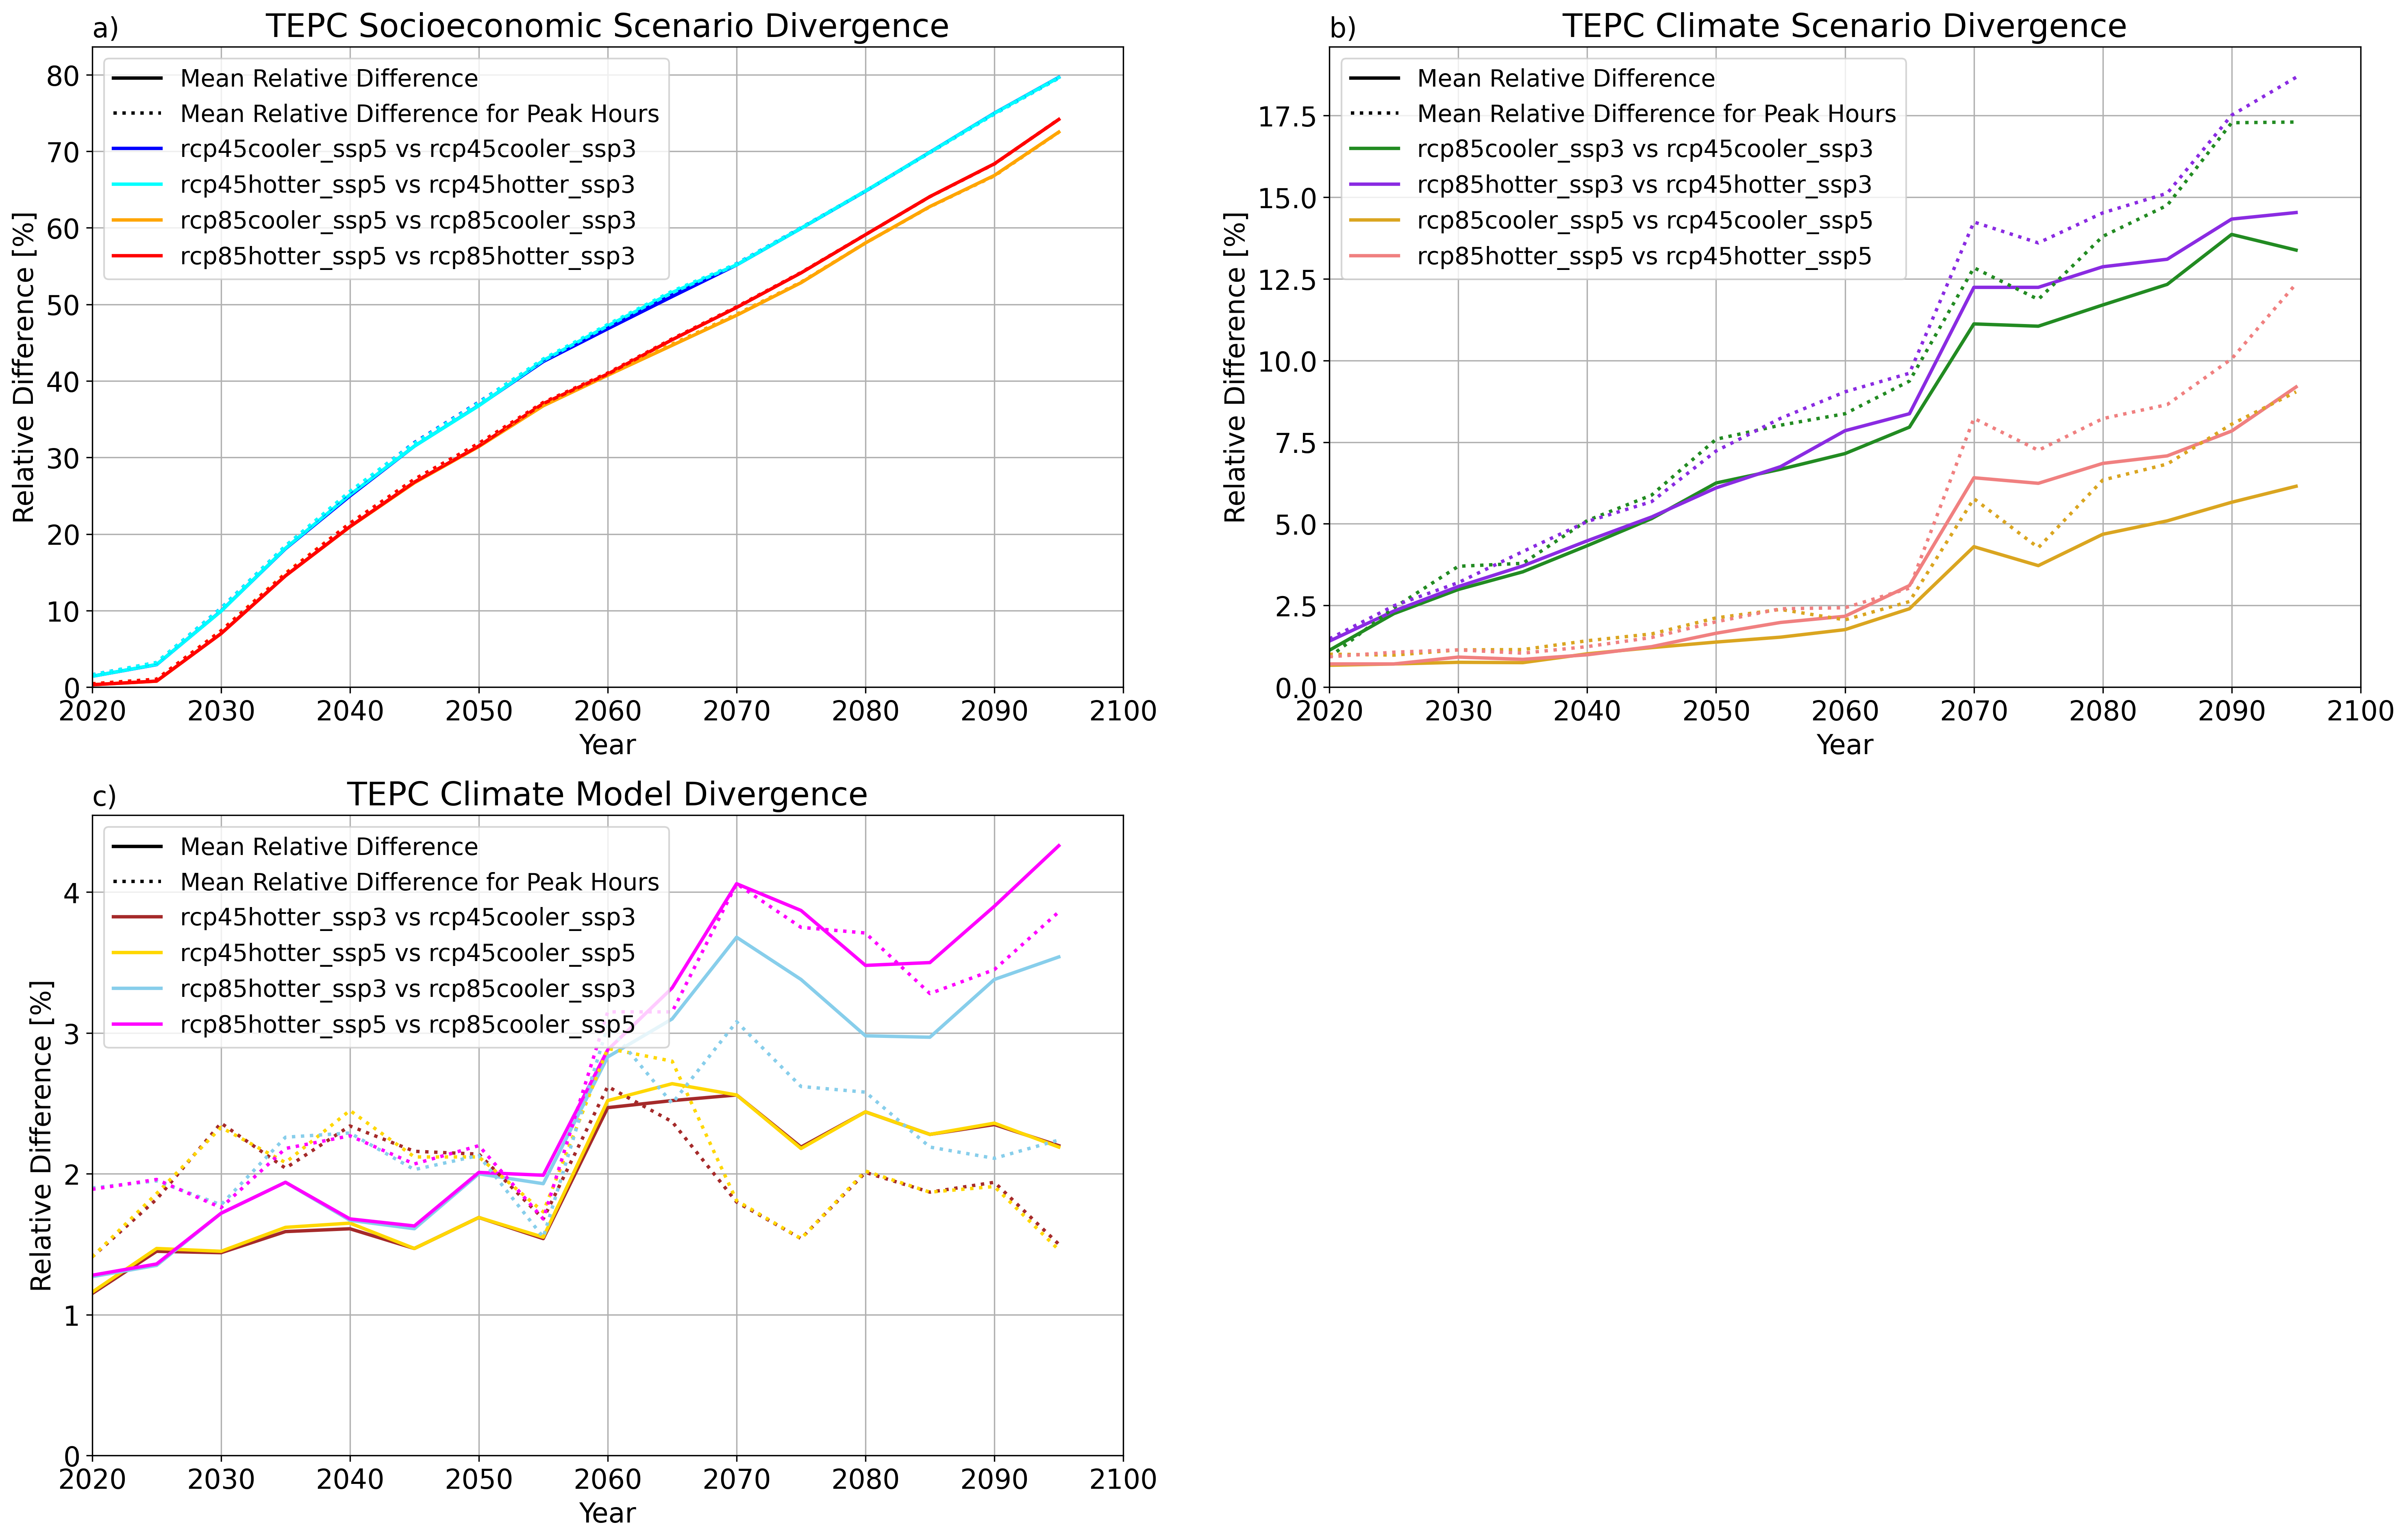 a)
TEPC Socioeconomic Scenario Divergence
Relative Difference [%]
80
70
60
50
40
30
20
10
0
Mean Relative Difference
Mean Relative Difference for Peak Hours
rcp45cooler_ssp5 vs rcp45cooler_ssp3
rcp45hotter_ssp5 vs rcp45hotter_ssp3
rcp85cooler_ssp5 vs rcp85cooler_ssp3
rcp85hotter_ssp5 vs rcp85hotter_ssp3
2020 2030 2040 2050 2060 2070 2080 2090 2100
Year
b)
TEPC Climate Scenario Divergence
Relative Difference [%]
17.5
15.0
12.5
10.0
7.5
5.0
2.5
0.0
Mean Relative Difference
Mean Relative Difference for Peak Hours
rcp85cooler_ssp3 vs rcp45cooler_ssp3
rcp85hotter_ssp3 vs rcp45hotter_ssp3
rcp85cooler_ssp5 vs rcp45cooler_ssp5
rcp85hotter_ssp5 vs rcp45hotter_ssp5
2020 2030 2040 2050 2060 2070 2080 2090 2100
Year
c)
TEPC Climate Model Divergence
Relative Difference [%]
4
3
2
1
0
Mean Relative Difference
Mean Relative Difference for Peak Hours
rcp45hotter_ssp3 vs rcp45cooler_ssp3
rcp45hotter_ssp5 vs rcp45cooler_ssp5
rcp85hotter_ssp3 vs rcp85cooler_ssp3
rcp85hotter_ssp5 vs rcp85cooler_ssp5
2020 2030 2040 2050 2060 2070 2080 2090 2100
Year